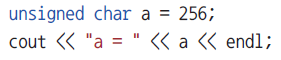 unsigned char a = 256;
cout << "a = " << a << endl;